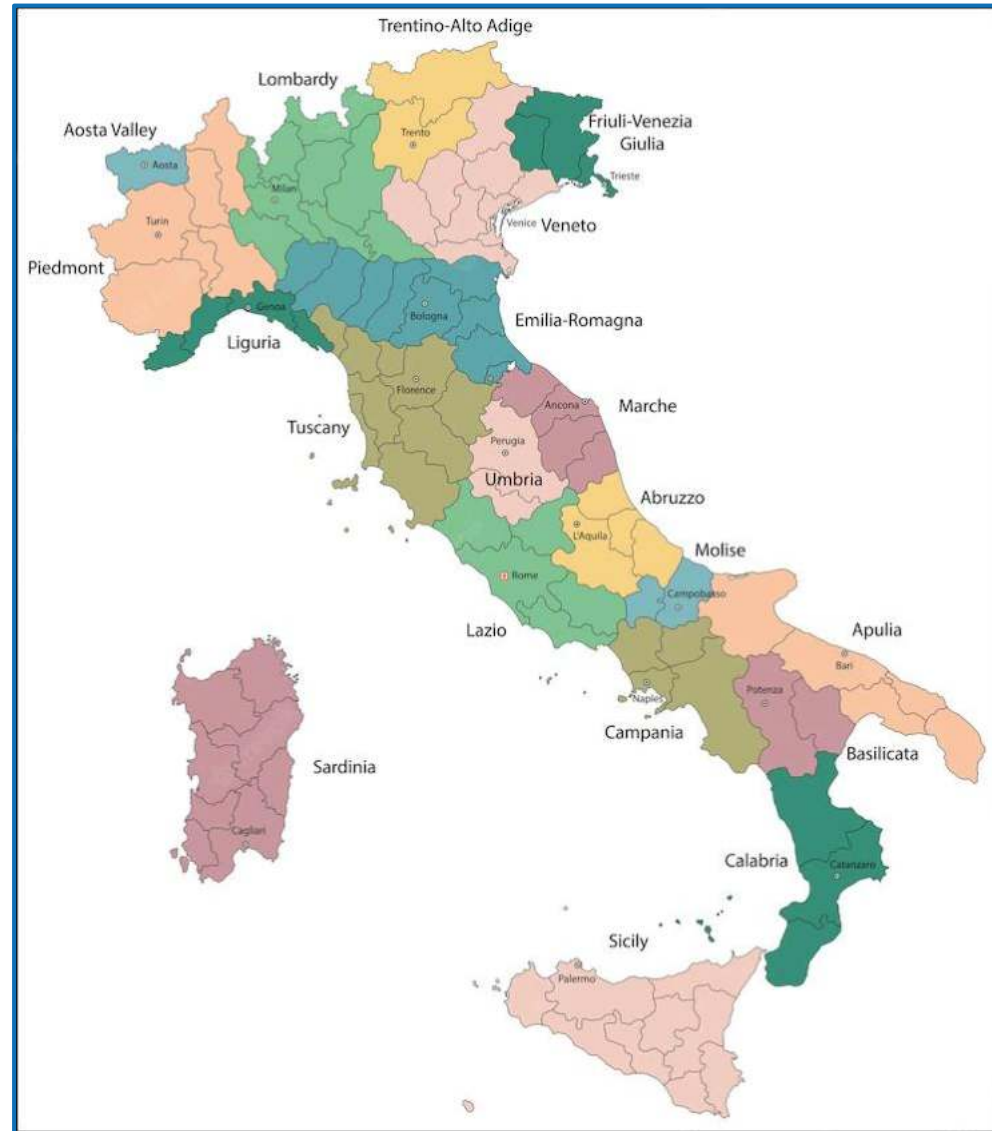 Trentino-Alto Adige
Lombardy
Aosta Valley
Friuli-Venezia
Giulia
Trento
Aosta
Trieste
Milan
Venice
Veneto
Turin
Piedmont
Genoa
Bologna
Emilia-Romagna
Liguria
Florence
Ancona
Marche
Tuscany
Perugia
Umbria
Abruzzo
L'Aquila
Molise
Rome
Campobasso
Lazio
Apulia
Bari
Potenza
Naples
Campania
Basilicata
Sardinia
Cagliari
Calabria
Catanzaro
Sicily
Palermo